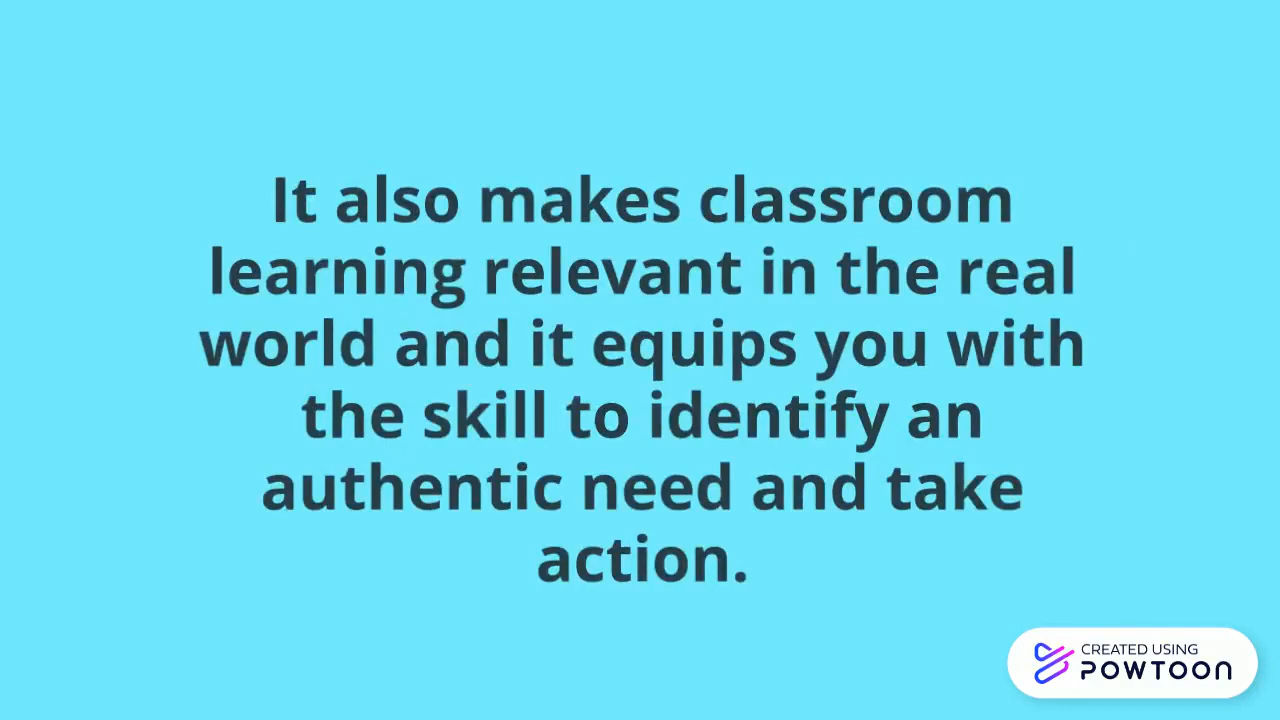 It also makes classroom
learning relevant in the real
world and it equips you with
the skill to identify an
authentic need and take
action.
CREATED USING
POWTOON